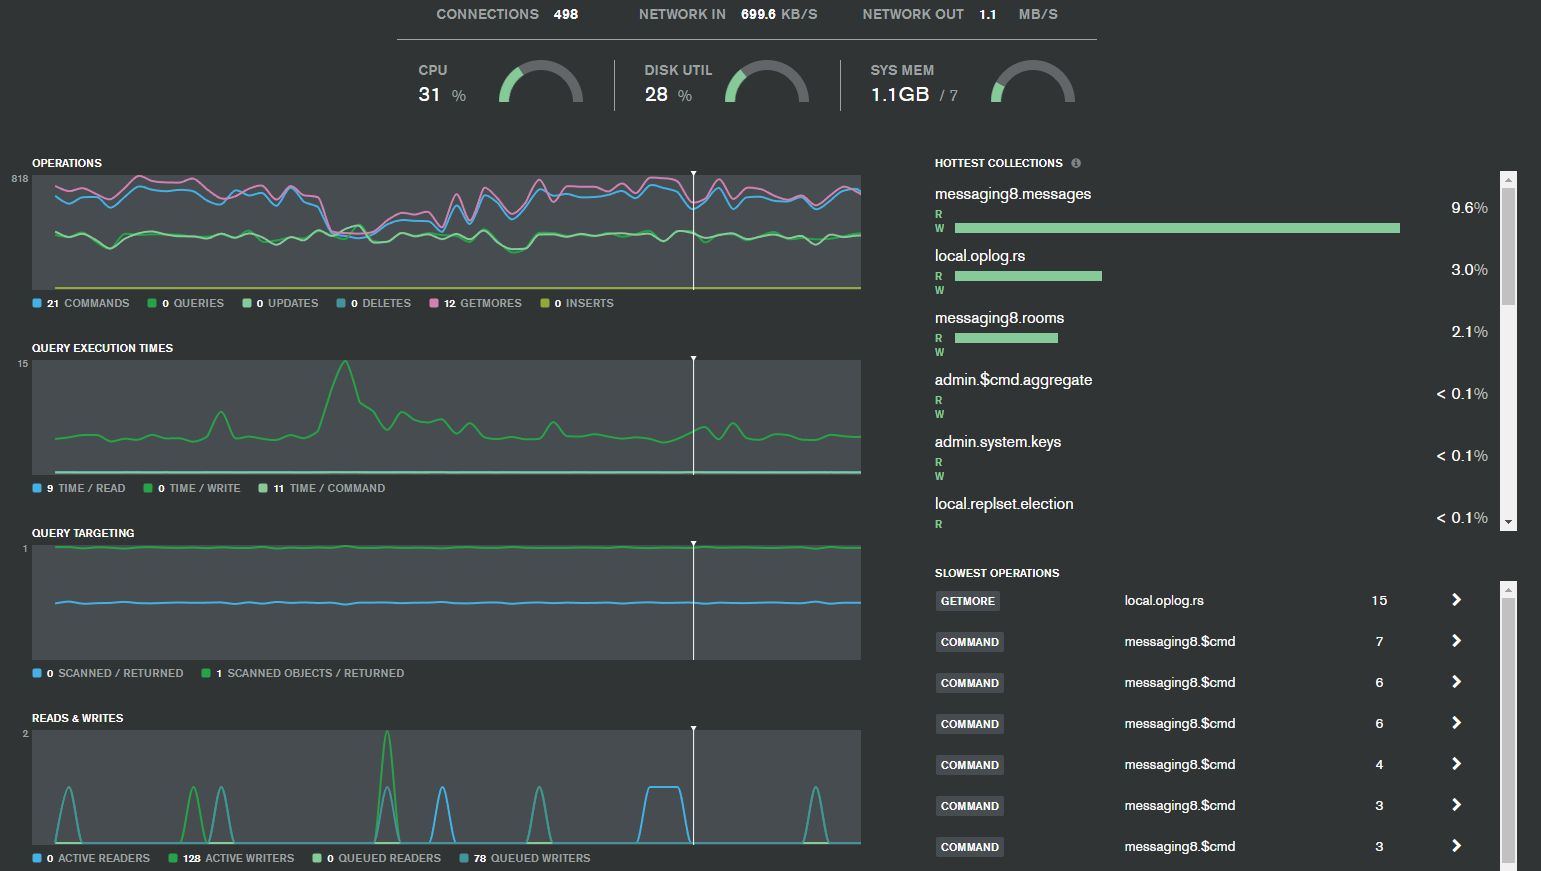 CONNECTIONS 498 NETWORK IN 699.6 KB/S NETWORK OUT 1.1 MB/S
CPU DISK UTIL SYS MEM
31 % 28 % 1.1GB / 7
OPERATIONS
818
21 COMMANDS 0 QUERIES 0 UPDATES 0 DELETES 12 GETMORES 0 INSERTS
QUERY EXECUTION TIMES
15
9 TIME / READ 0 TIME / WRITE 11 TIME / COMMAND
QUERY TARGETING
1
0 SCANNED / RETURNED 1 SCANNED OBJECTS / RETURNED
READS & WRITES
2
0 ACTIVE READERS 128 ACTIVE WRITERS 0 QUEUED READERS 78 QUEUED WRITERS
HOTTEST COLLECTIONS i
messaging8.messages
9.6%
R
W
local.oplog.rs
3.0%
R
W
messaging8.rooms
2.1%
R
W
admin.$cmd.aggregate
< 0.1%
R
W
admin.system.keys
< 0.1%
R
W
local.replset.election
< 0.1%
R
SLOWEST OPERATIONS
GETMORE local.oplog.rs 15
COMMAND messaging8.$cmd 7
COMMAND messaging8.$cmd 6
COMMAND messaging8.$cmd 6
COMMAND messaging8.$cmd 4
COMMAND messaging8.$cmd 3
COMMAND messaging8.$cmd 3